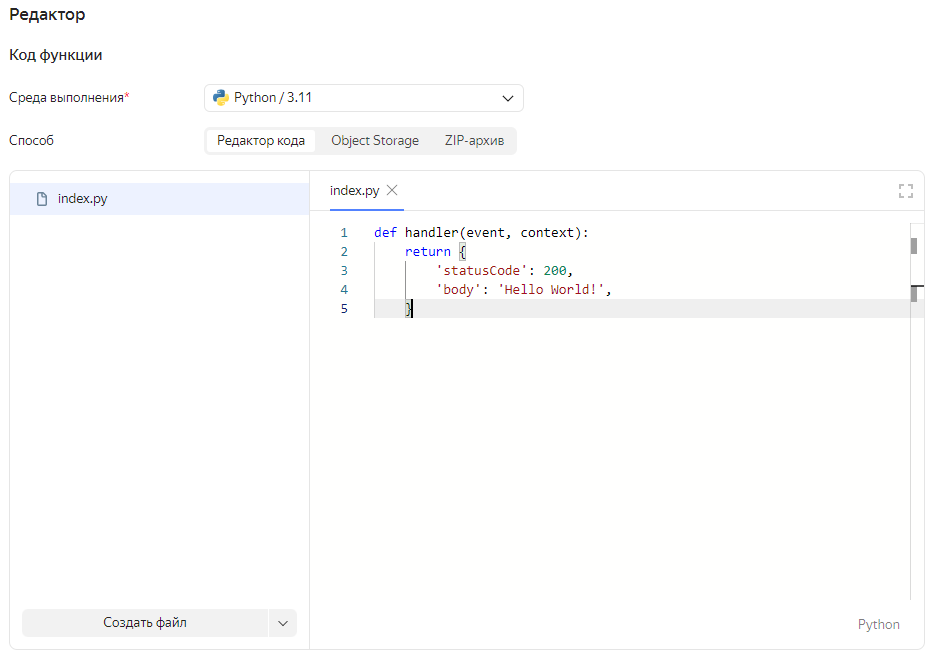 Редактор
Код функции
Среда выполнения*
Python / 3.11
Способ
Редактор кода Object Storage ZIP-архив
index.py
index.py
1 def handler(event, context):
2     return {
3         'statusCode': 200,
4         'body': 'Hello World!',
5     }
Создать файл
Python